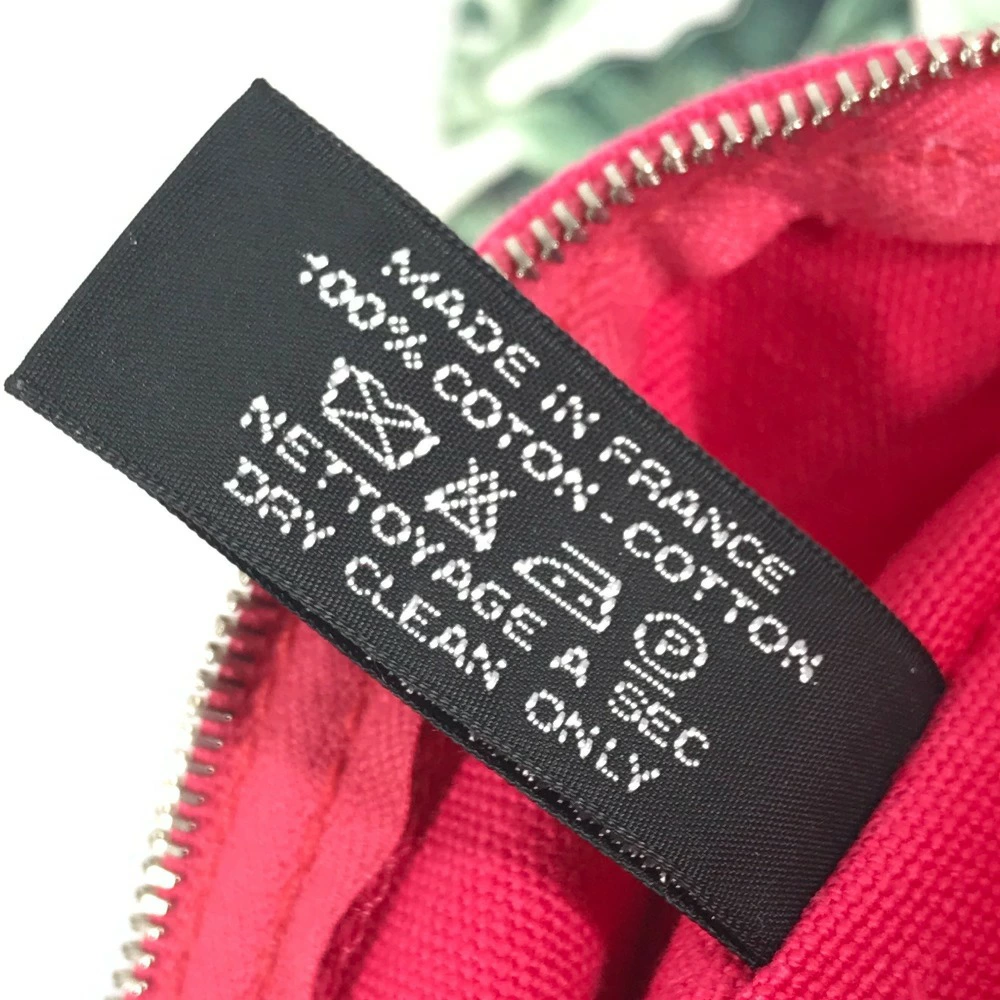 MADE iN FRANCE
100% COTON-COTTON
P
NETTOYAGE A SEC
DRY CLEAN ONLY